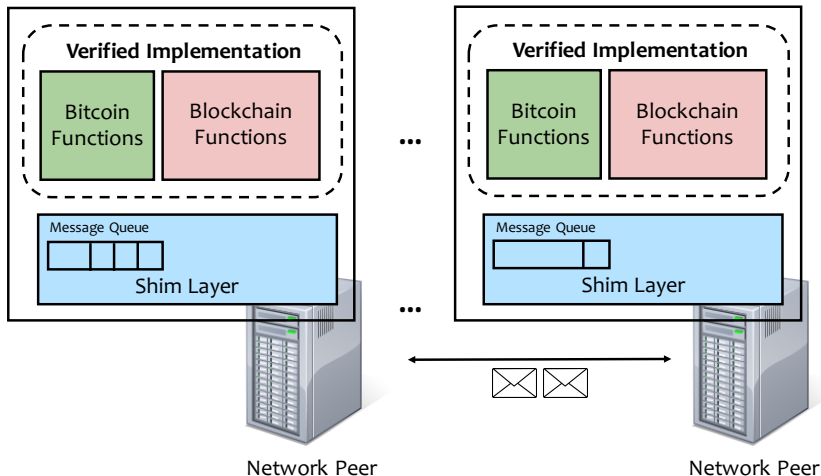 Verified Implementation
Bitcoin
Functions
Blockchain
Functions
Message Queue
Shim Layer
Network Peer
...
...
Verified Implementation
Bitcoin
Functions
Blockchain
Functions
Message Queue
Shim Layer
Network Peer